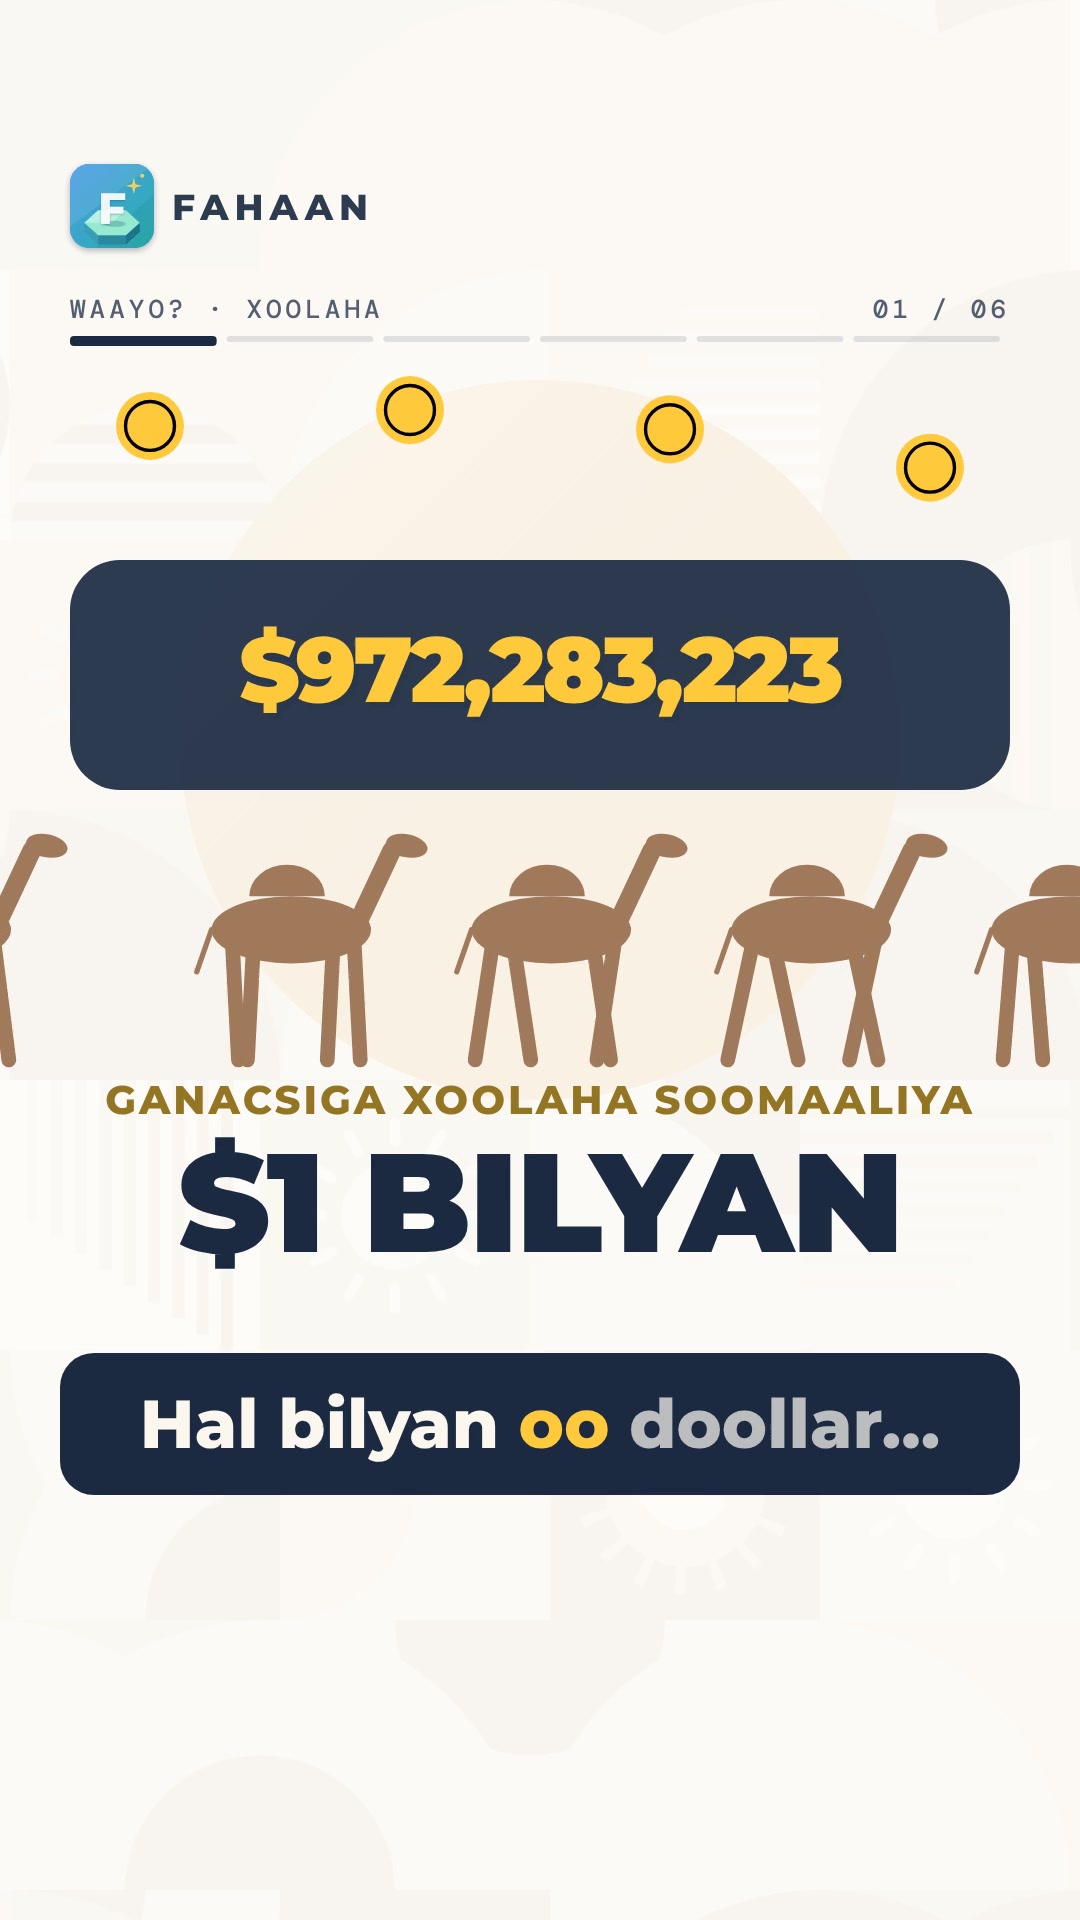 F FAHAAN
WAAYO? · XOOLAHA 01 / 06
$972,283,223
GANACSIGA XOOLAHA SOOMAALIYA
$1 BILYAN
Hal bilyan oo doollar...